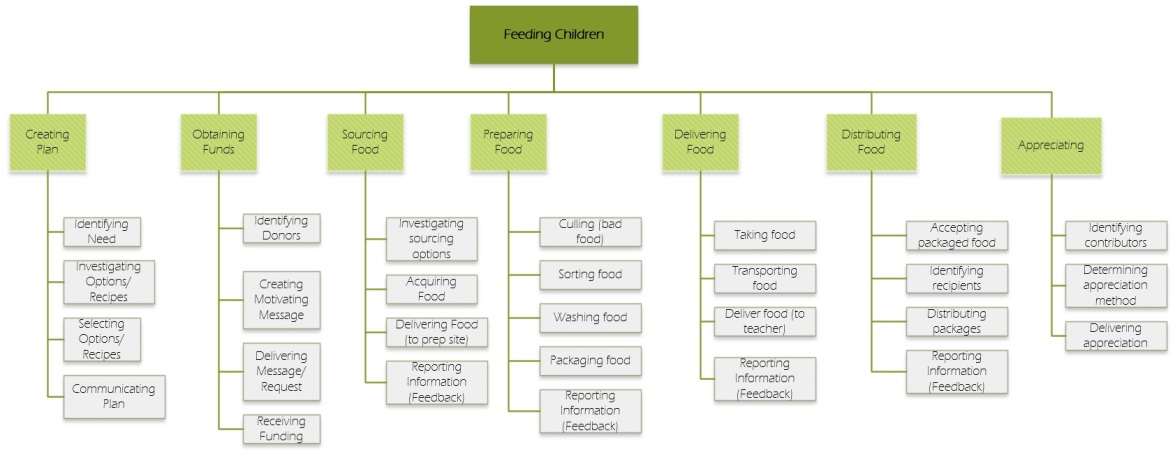 Feeding Children
Creating
Plan
Identifying
Need
Investigating
Options/
Recipes
Selecting
Options/
Recipes
Communicating
Plan
Obtaining
Funds
Identifying
Donors
Creating
Motivating
Message
Delivering
Message/
Request
Receiving
Funding
Sourcing
Food
Investigating
sourcing
options
Acquiring
Food
Delivering Food
(to prep site)
Reporting
Information
(Feedback)
Preparing
Food
Culling (bad
food)
Sorting food
Washing food
Packaging food
Reporting
Information
(Feedback)
Delivering
Food
Taking food
Transporting
food
Deliver food (to
teacher)
Reporting
Information
(Feedback)
Distributing
Food
Accepting
packaged food
Identifying
recipients
Distributing
packages
Reporting
Information
(Feedback)
Appreciating
Identifying
contributors
Determining
appreciation
method
Delivering
appreciation